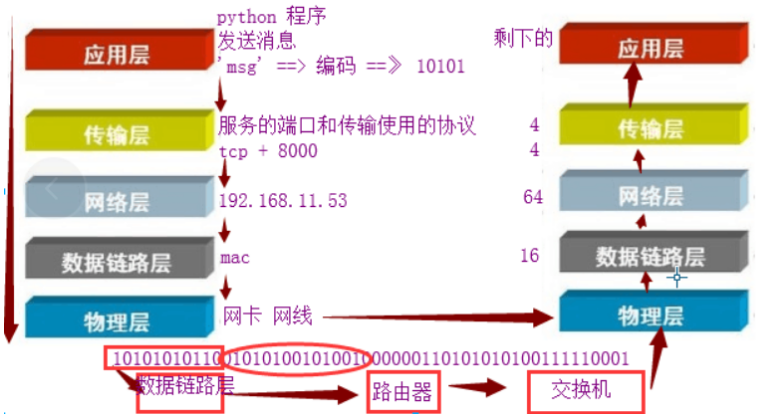 python 程序
发送消息
'msg' ==> 编码 ==》 10101
剩下的
应用层
应用层
服务的端口和传输使用的协议
tcp + 8000
4
4
传输层
传输层
网络层
192.168.11.53
64
网络层
数据链路层
mac
16
数据链路层
物理层
网卡 网线
物理层
1010101011001010100101001000000110101010100111110001
数据链路层
路由器
交换机